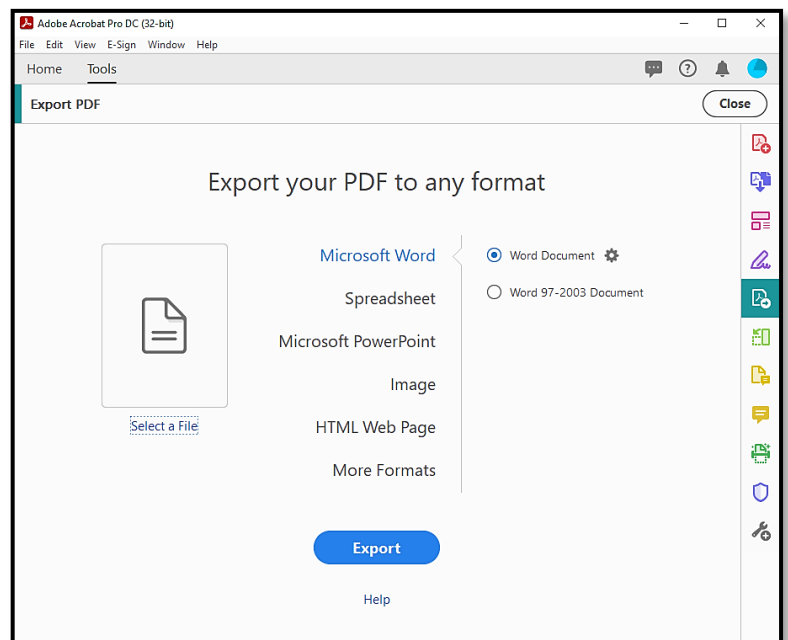 Adobe Acrobat Pro DC (32-bit)
File Edit View E-Sign Window Help
Home Tools
Export PDF
Close
Export your PDF to any format
Microsoft Word
Word Document
Word 97-2003 Document
Spreadsheet
Microsoft PowerPoint
Image
Select a File
HTML Web Page
More Formats
Export
Help